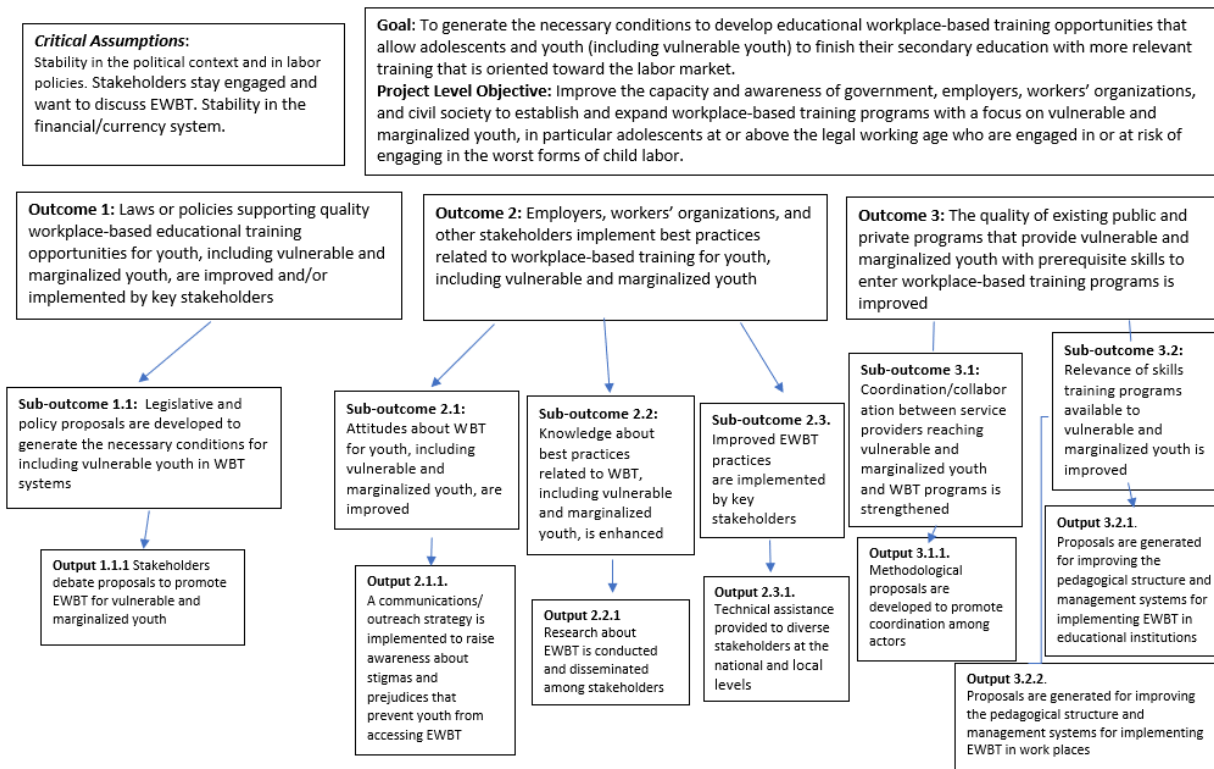 Critical Assumptions:
Stability in the political context and in labor
policies. Stakeholders stay engaged and
want to discuss EWBT. Stability in the
financial/currency system.
Goal: To generate the necessary conditions to develop educational workplace-based training opportunities that
allow adolescents and youth (including vulnerable youth) to finish their secondary education with more relevant
training that is oriented toward the labor market.
Project Level Objective: Improve the capacity and awareness of government, employers, workers' organizations,
and civil society to establish and expand workplace-based training programs with a focus on vulnerable and
marginalized youth, in particular adolescents at or above the legal working age who are engaged in or at risk of
engaging in the worst forms of child labor.
Outcome 1: Laws or policies supporting quality
workplace-based educational training
opportunities for youth, including vulnerable and
marginalized youth, are improved and/or
implemented by key stakeholders
Outcome 2: Employers, workers' organizations, and
other stakeholders implement best practices
related to workplace-based training for youth,
including vulnerable and marginalized youth
Outcome 3: The quality of existing public and
private programs that provide vulnerable and
marginalized youth with prerequisite skills to
enter workplace-based training programs is
improved
Sub-outcome 1.1: Legislative and
policy proposals are developed to
generate the necessary conditions for
including vulnerable youth in WBT
systems
Sub-outcome 2.1:
Attitudes about WBT
for youth, including
vulnerable and
marginalized youth, are
improved
Sub-outcome 2.2:
Knowledge about
best practices
related to WBT,
including vulnerable
and marginalized
youth, is enhanced
Sub-outcome 2.3.
Improved EWBT
practices
are implemented by
key stakeholders
Sub-outcome 3.1:
Coordination/collabor
ation between service
providers reaching
vulnerable and
marginalized youth
and WBT programs is
strengthened
Sub-outcome 3.2:
Relevance of skills
training programs
available to
vulnerable and
marginalized youth is
improved
Output 1.1.1 Stakeholders
debate proposals to promote
EWBT for vulnerable and
marginalized youth
Output 2.1.1.
A communications/
outreach strategy is
implemented to raise
awareness about
stigmas and
prejudices that
prevent youth from
accessing EWBT
Output 2.2.1
Research about
EWBT is conducted
and disseminated
among stakeholders
Output 2.3.1.
Technical assistance
provided to diverse
stakeholders at the
national and local
levels
Output 3.1.1.
Methodological
proposals are
developed to promote
coordination among
actors
Output 3.2.1.
Proposals are generated
for improving the
pedagogical structure and
management systems for
implementing EWBT in
educational institutions
Output 3.2.2.
Proposals are generated for improving
the pedagogical structure and
management systems for implementing
EWBT in work places